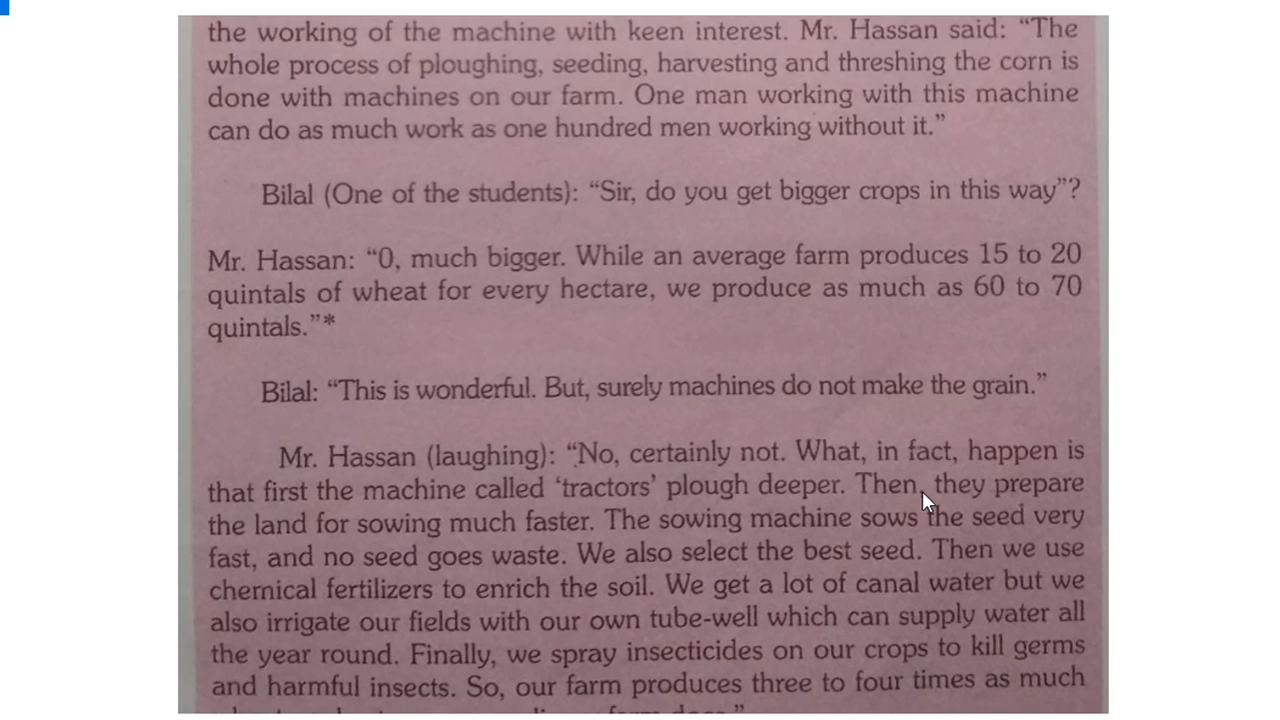 the working of the machine with keen interest. Mr. Hassan said: “The
whole process of ploughing, seeding, harvesting and threshing the corn is
done with machines on our farm. One man working with this machine
can do as much work as one hundred men working without it.”
Bilal (One of the students): “Sir, do you get bigger crops in this way”?
Mr. Hassan: “0, much bigger. While an average farm produces 15 to 20
quintals of wheat for every hectare, we produce as much as 60 to 70
quintals.”*
Bilal: “This is wonderful. But, surely machines do not make the grain.”
Mr. Hassan (laughing): “No, certainly not. What, in fact, happen is
that first the machine called ‘tractors’ plough deeper. Then, they prepare
the land for sowing much faster. The sowing machine sows the seed very
fast, and no seed goes waste. We also select the best seed. Then we use
chernical fertilizers to enrich the soil. We get a lot of canal water but we
also irrigate our fields with our own tube-well which can supply water all
the year round. Finally, we spray insecticides on our crops to kill germs
and harmful insects. So, our farm produces three to four times as much